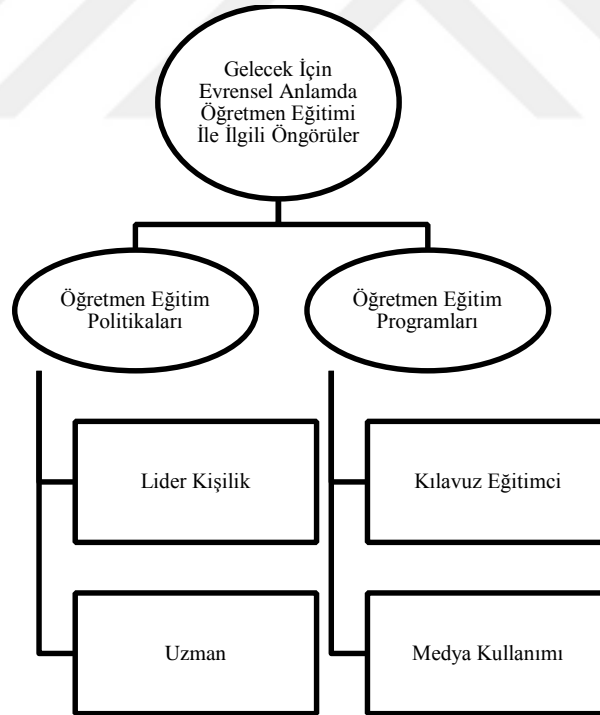 Gelecek İçin
Evrensel Anlamda
Öğretmen Eğitimi
İle İlgili Öngörüler
Öğretmen Eğitim
Politikaları
Öğretmen Eğitim
Programları
Lider Kişilik
Kılavuz Eğitimci
Uzman
Medya Kullanımı